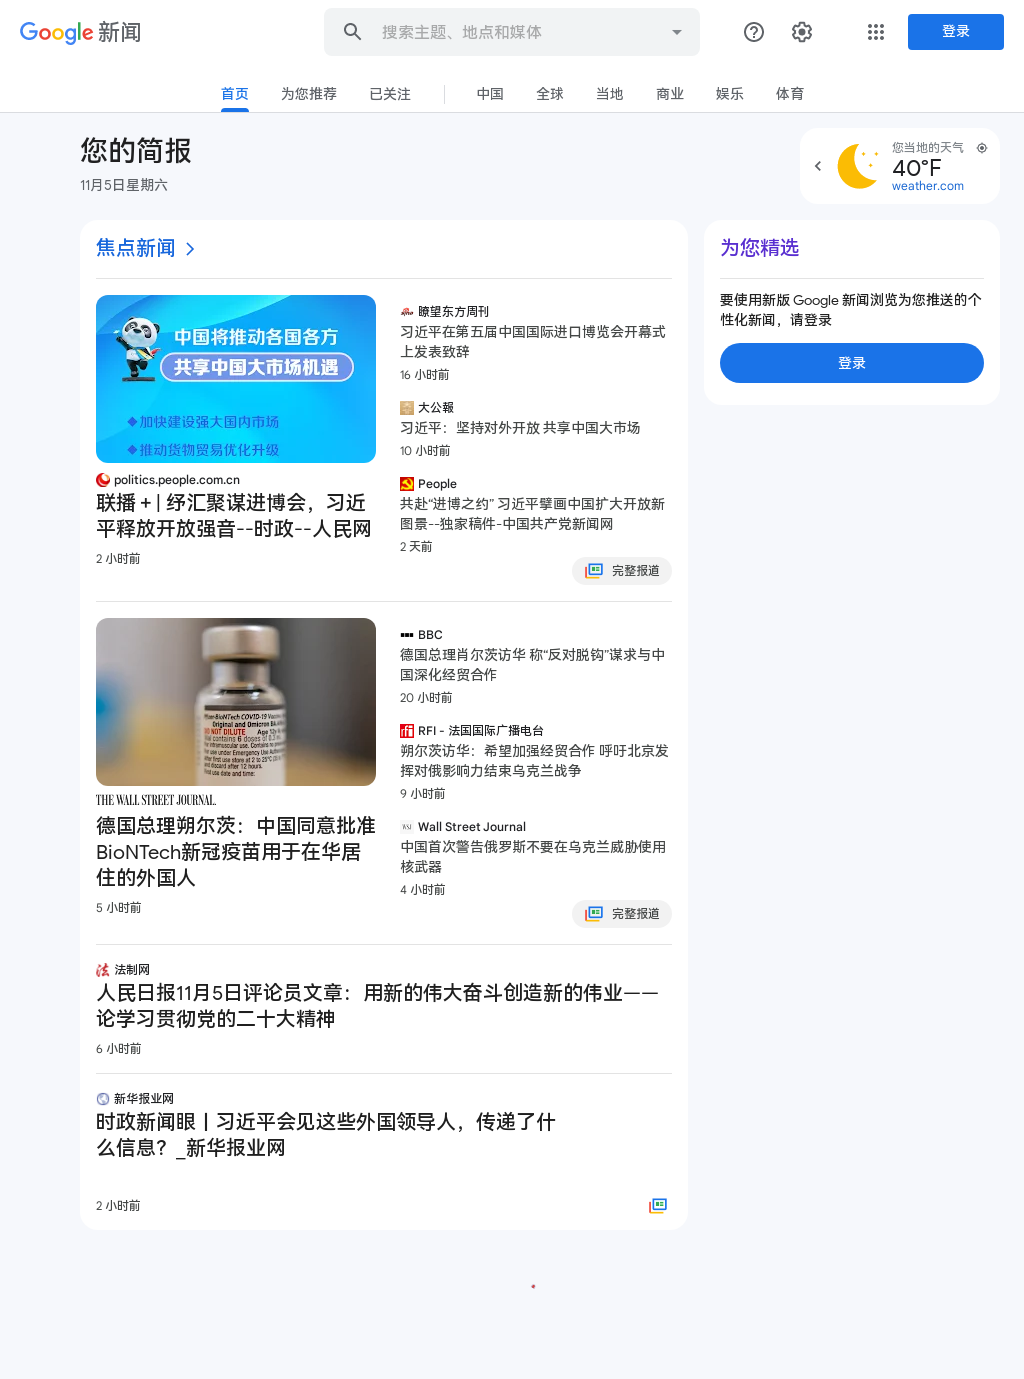 Google 新闻
搜索主题、地点和媒体
登录
首页
为您推荐
已关注
中国
全球
当地
商业
娱乐
体育
您的简报
11月5日星期六
您当地的天气
40°F
weather.com
焦点新闻
中国将推动各国各方
共享中国大市场机遇
◆加快建设强大国内市场
◆推动货物贸易优化升级
politics.people.com.cn
联播＋| 纾汇聚谋进博会，习近
平释放开放强音--时政--人民网
2 小时前
瞭望东方周刊
习近平在第五届中国国际进口博览会开幕式
上发表致辞
16 小时前
大公報
习近平：坚持对外开放 共享中国大市场
10 小时前
People
共赴“进博之约” 习近平擘画中国扩大开放新
图景--独家稿件-中国共产党新闻网
2 天前
完整报道
为您精选
要使用新版 Google 新闻浏览为您推送的个
性化新闻，请登录
登录
Pfizer-BioNTech COVID-19 Vaccine
Original and Omicron BA.
DO NOT DILUTE
THE WALL STREET JOURNAL.
德国总理朔尔茨：中国同意批准
BioNTech新冠疫苗用于在华居
住的外国人
5 小时前
BBC
德国总理肖尔茨访华 称“反对脱钩”谋求与中
国深化经贸合作
20 小时前
RFI - 法国国际广播电台
朔尔茨访华：希望加强经贸合作 呼吁北京发
挥对俄影响力结束乌克兰战争
9 小时前
WSJ
Wall Street Journal
中国首次警告俄罗斯不要在乌克兰威胁使用
核武器
4 小时前
完整报道
法制网
人民日报11月5日评论员文章：用新的伟大奋斗创造新的伟业——
论学习贯彻党的二十大精神
6 小时前
新华报业网
时政新闻眼丨习近平会见这些外国领导人，传递了什
么信息？_新华报业网
2 小时前